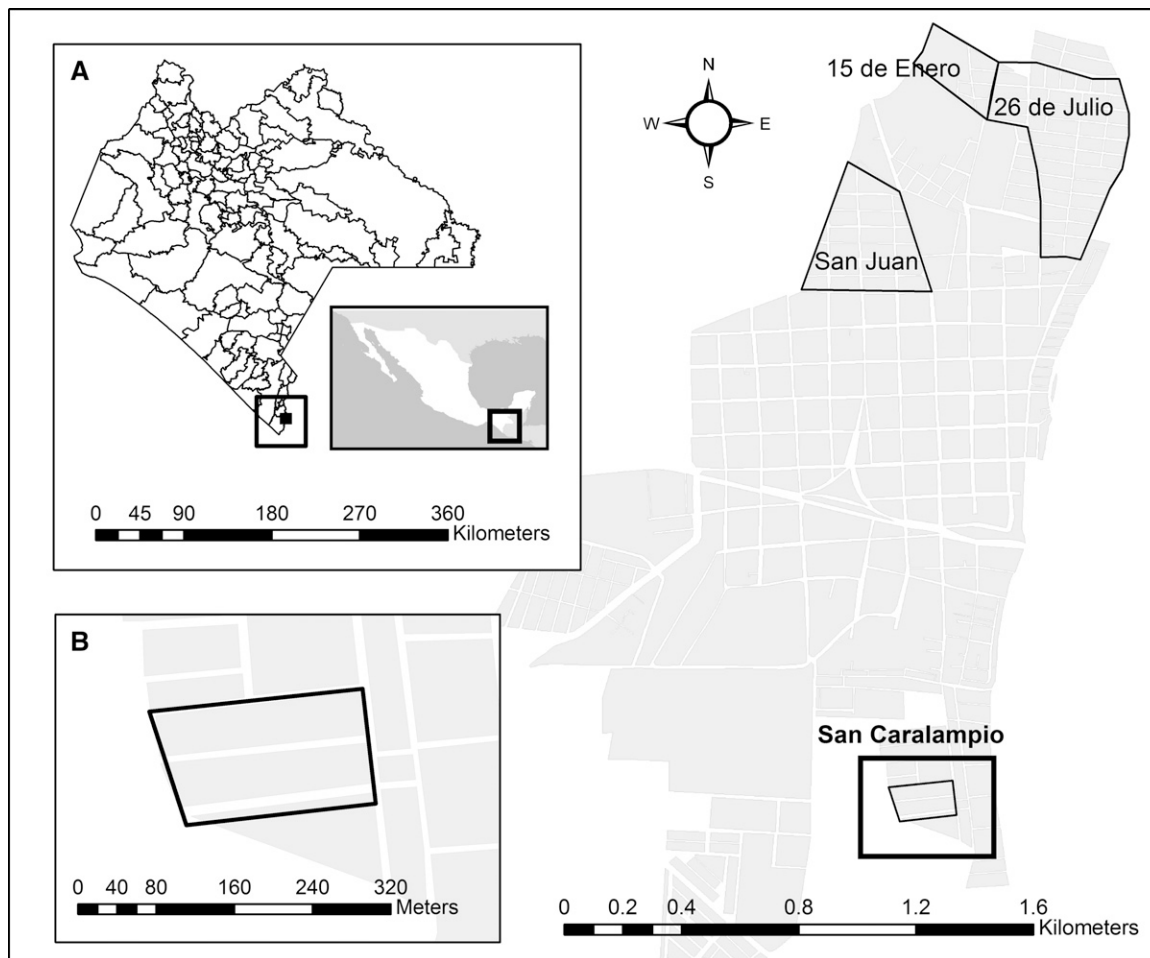 A
0 45 90 180 270 360
Kilometers
B
0 40 80 160 240 320
Meters
N
W E
S
15 de Enero
26 de Julio
San Juan
San Caralampio
0 0.2 0.4 0.8 1.2 1.6
Kilometers